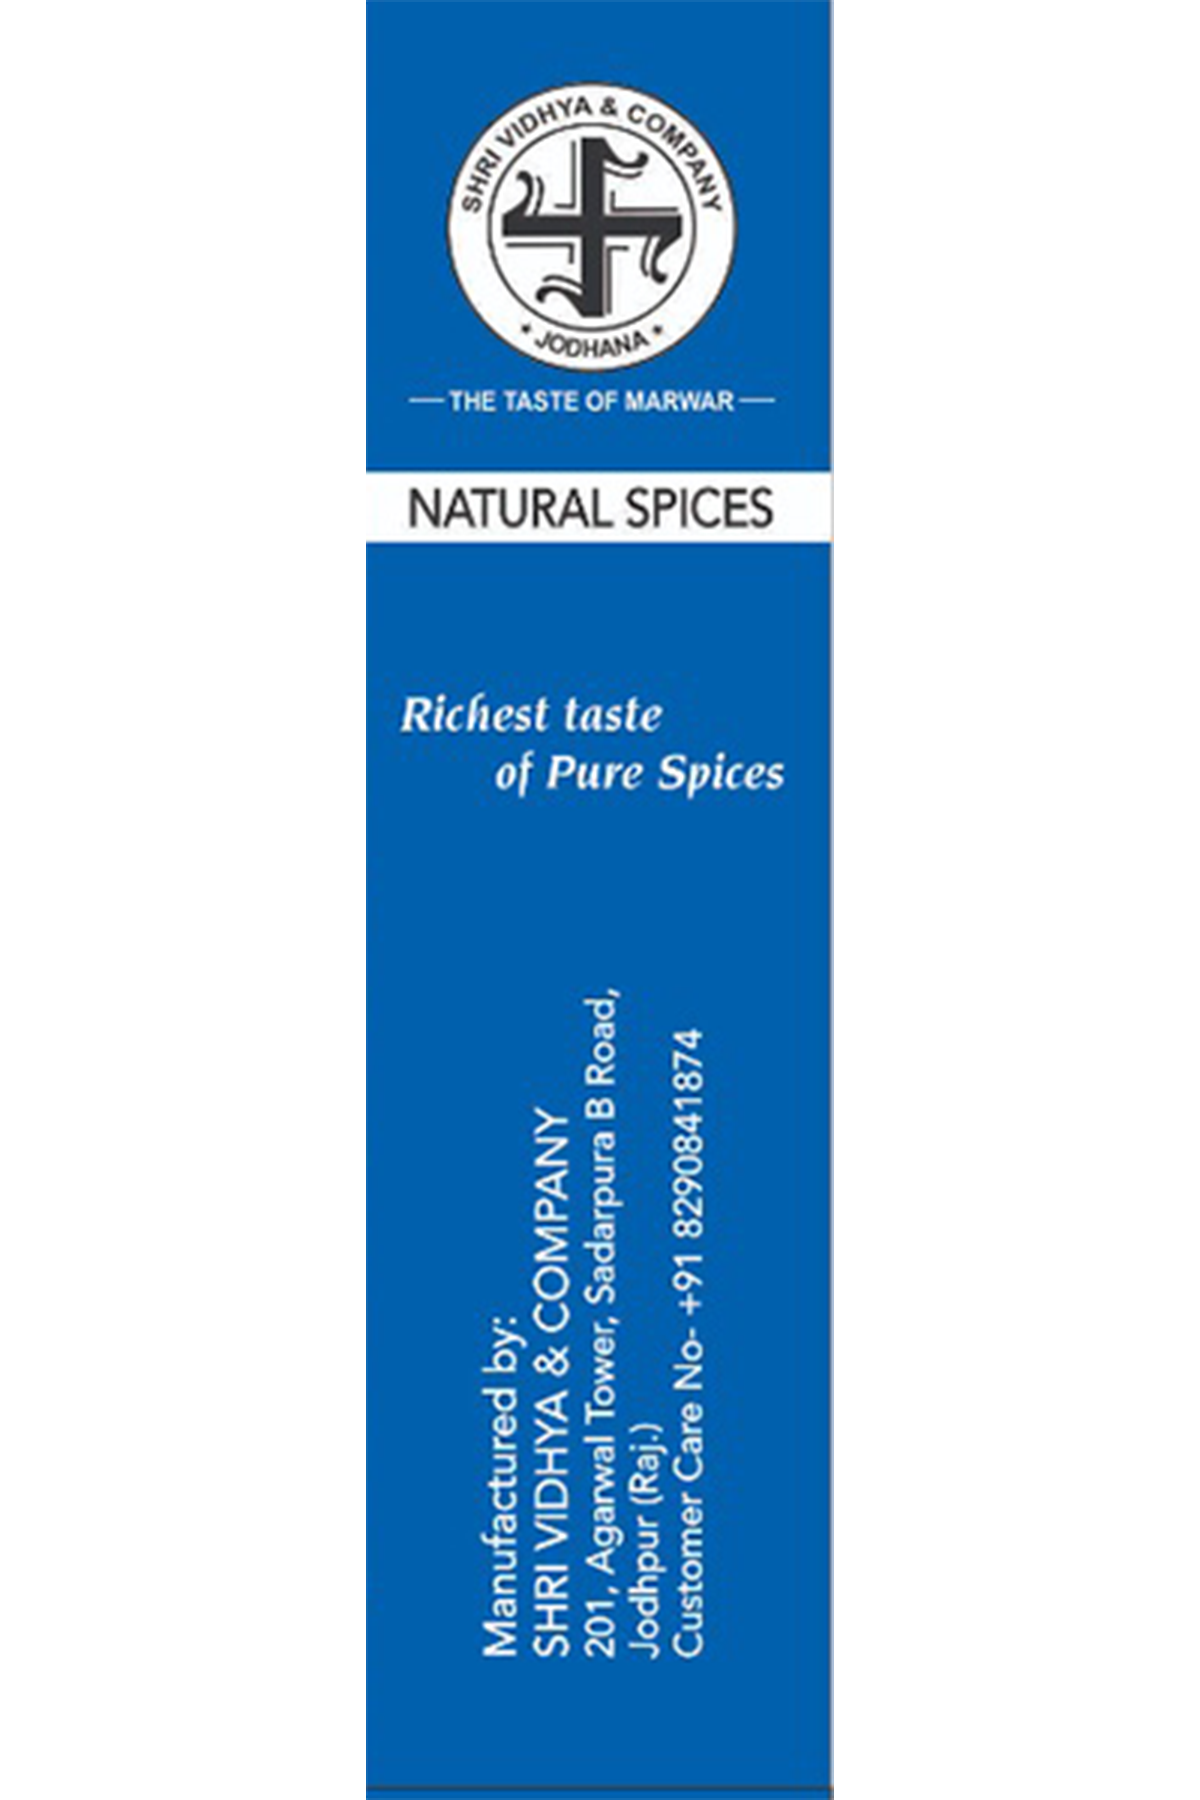 SHRI VIDHYA & COMPANY
* JODHANA *
THE TASTE OF MARWAR
NATURAL SPICES
Richest taste
of Pure Spices
Manufactured by:
SHRI VIDHYA & COMPANY
201, Agarwal Tower, Sadarpura B Road,
Jodhpur (Raj.)
Customer Care No- +91 8290841874